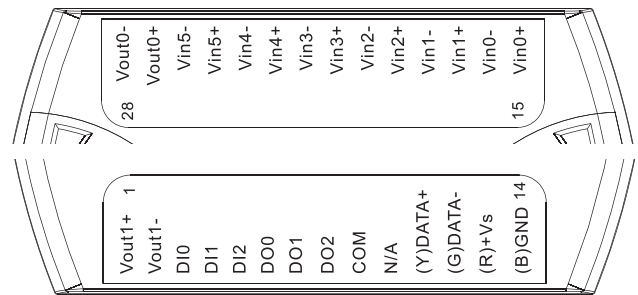 Vout0-
Vout0+
Vin5-
Vin5+
Vin4-
Vin4+
Vin3-
Vin3+
Vin2-
Vin2+
Vin1-
Vin1+
Vin0-
Vin0+
28
15
1
Vout1+
Vout1-
DI0
DI1
DI2
DO0
DO1
DO2
COM
N/A
(Y)DATA+
(G)DATA-
(R)+Vs
(B)GND 14